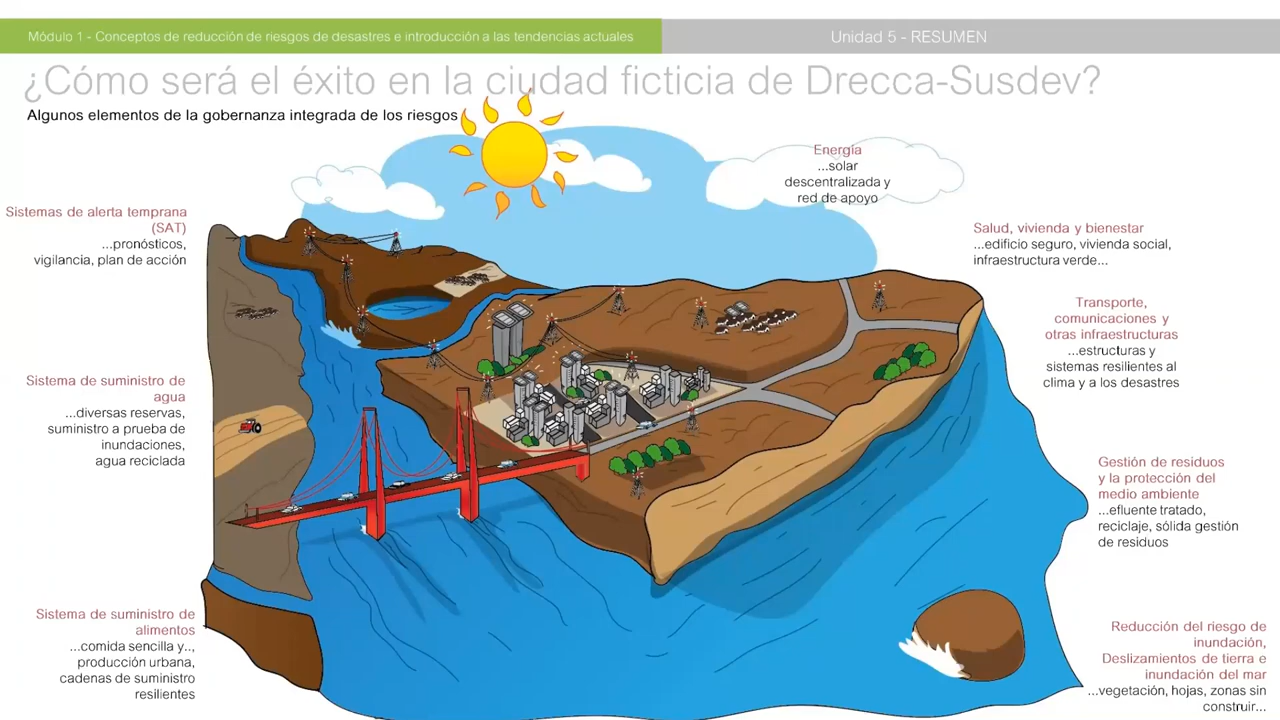 Módulo 1 - Conceptos de reducción de riesgos de desastres e introducción a las tendencias actuales
Unidad 5 - RESUMEN
¿Cómo será el éxito en la ciudad ficticia de Drecca-Susdev?
Algunos elementos de la gobernanza integrada de los riesgos
Energía
...solar
descentralizada y
red de apoyo
Sistemas de alerta temprana
(SAT)
...pronósticos,
vigilancia, plan de acción
Sistema de suministro de
agua
...diversas reservas,
suministro a prueba de
inundaciones,
agua reciclada
Sistema de suministro de
alimentos
...comida sencilla y..,
producción urbana,
cadenas de suministro
resilientes
Salud, vivienda y bienestar
...edificio seguro, vivienda social,
infraestructura verde...
Transporte,
comunicaciones y
otras infraestructuras
...estructuras y
sistemas resilientes al
clima y a los desastres
Gestión de residuos
y la protección del
medio ambiente
...efluente tratado,
reciclaje, sólida gestión
de residuos
Reducción del riesgo de
inundación,
Deslizamientos de tierra e
inundación del mar
...vegetación, hojas, zonas sin
construir...